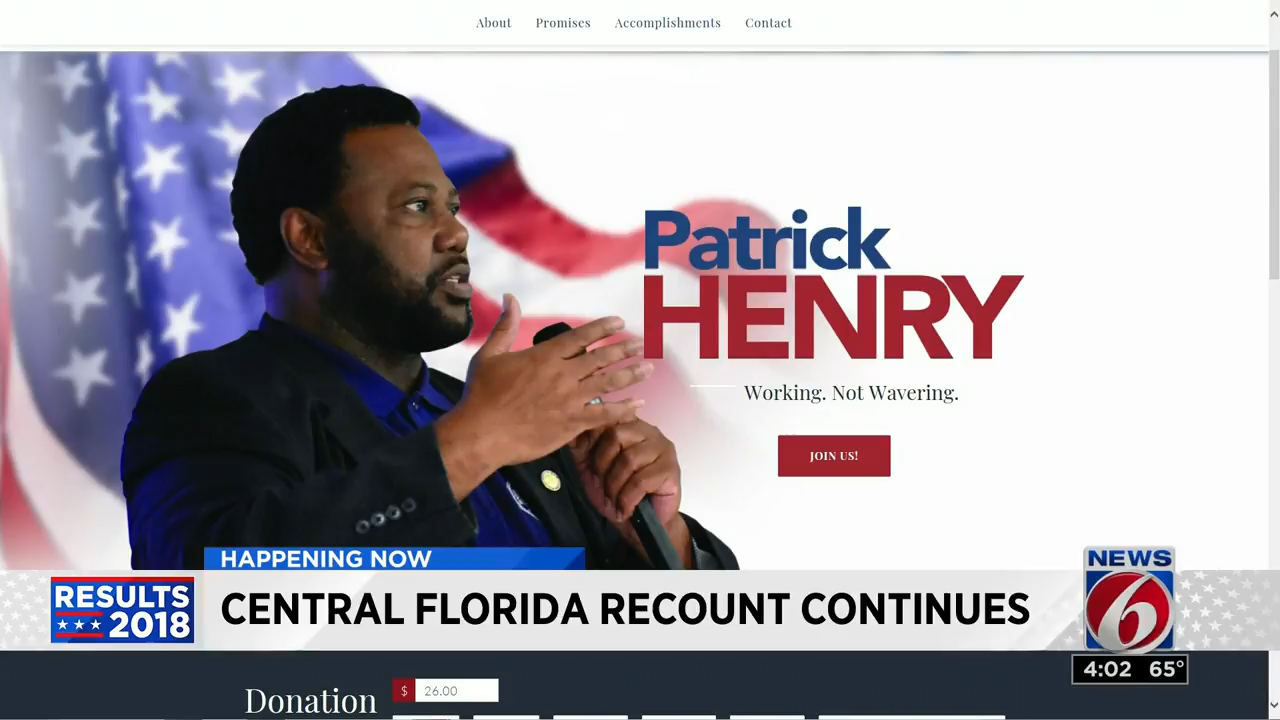 About Promises Accomplishments Contact
Patrick
HENRY
Working. Not Wavering.
JOIN US!
HAPPENING NOW
RESULTS
2018
CENTRAL FLORIDA RECOUNT CONTINUES
NEWS
6
4:02 65°
Donation $ 26.00